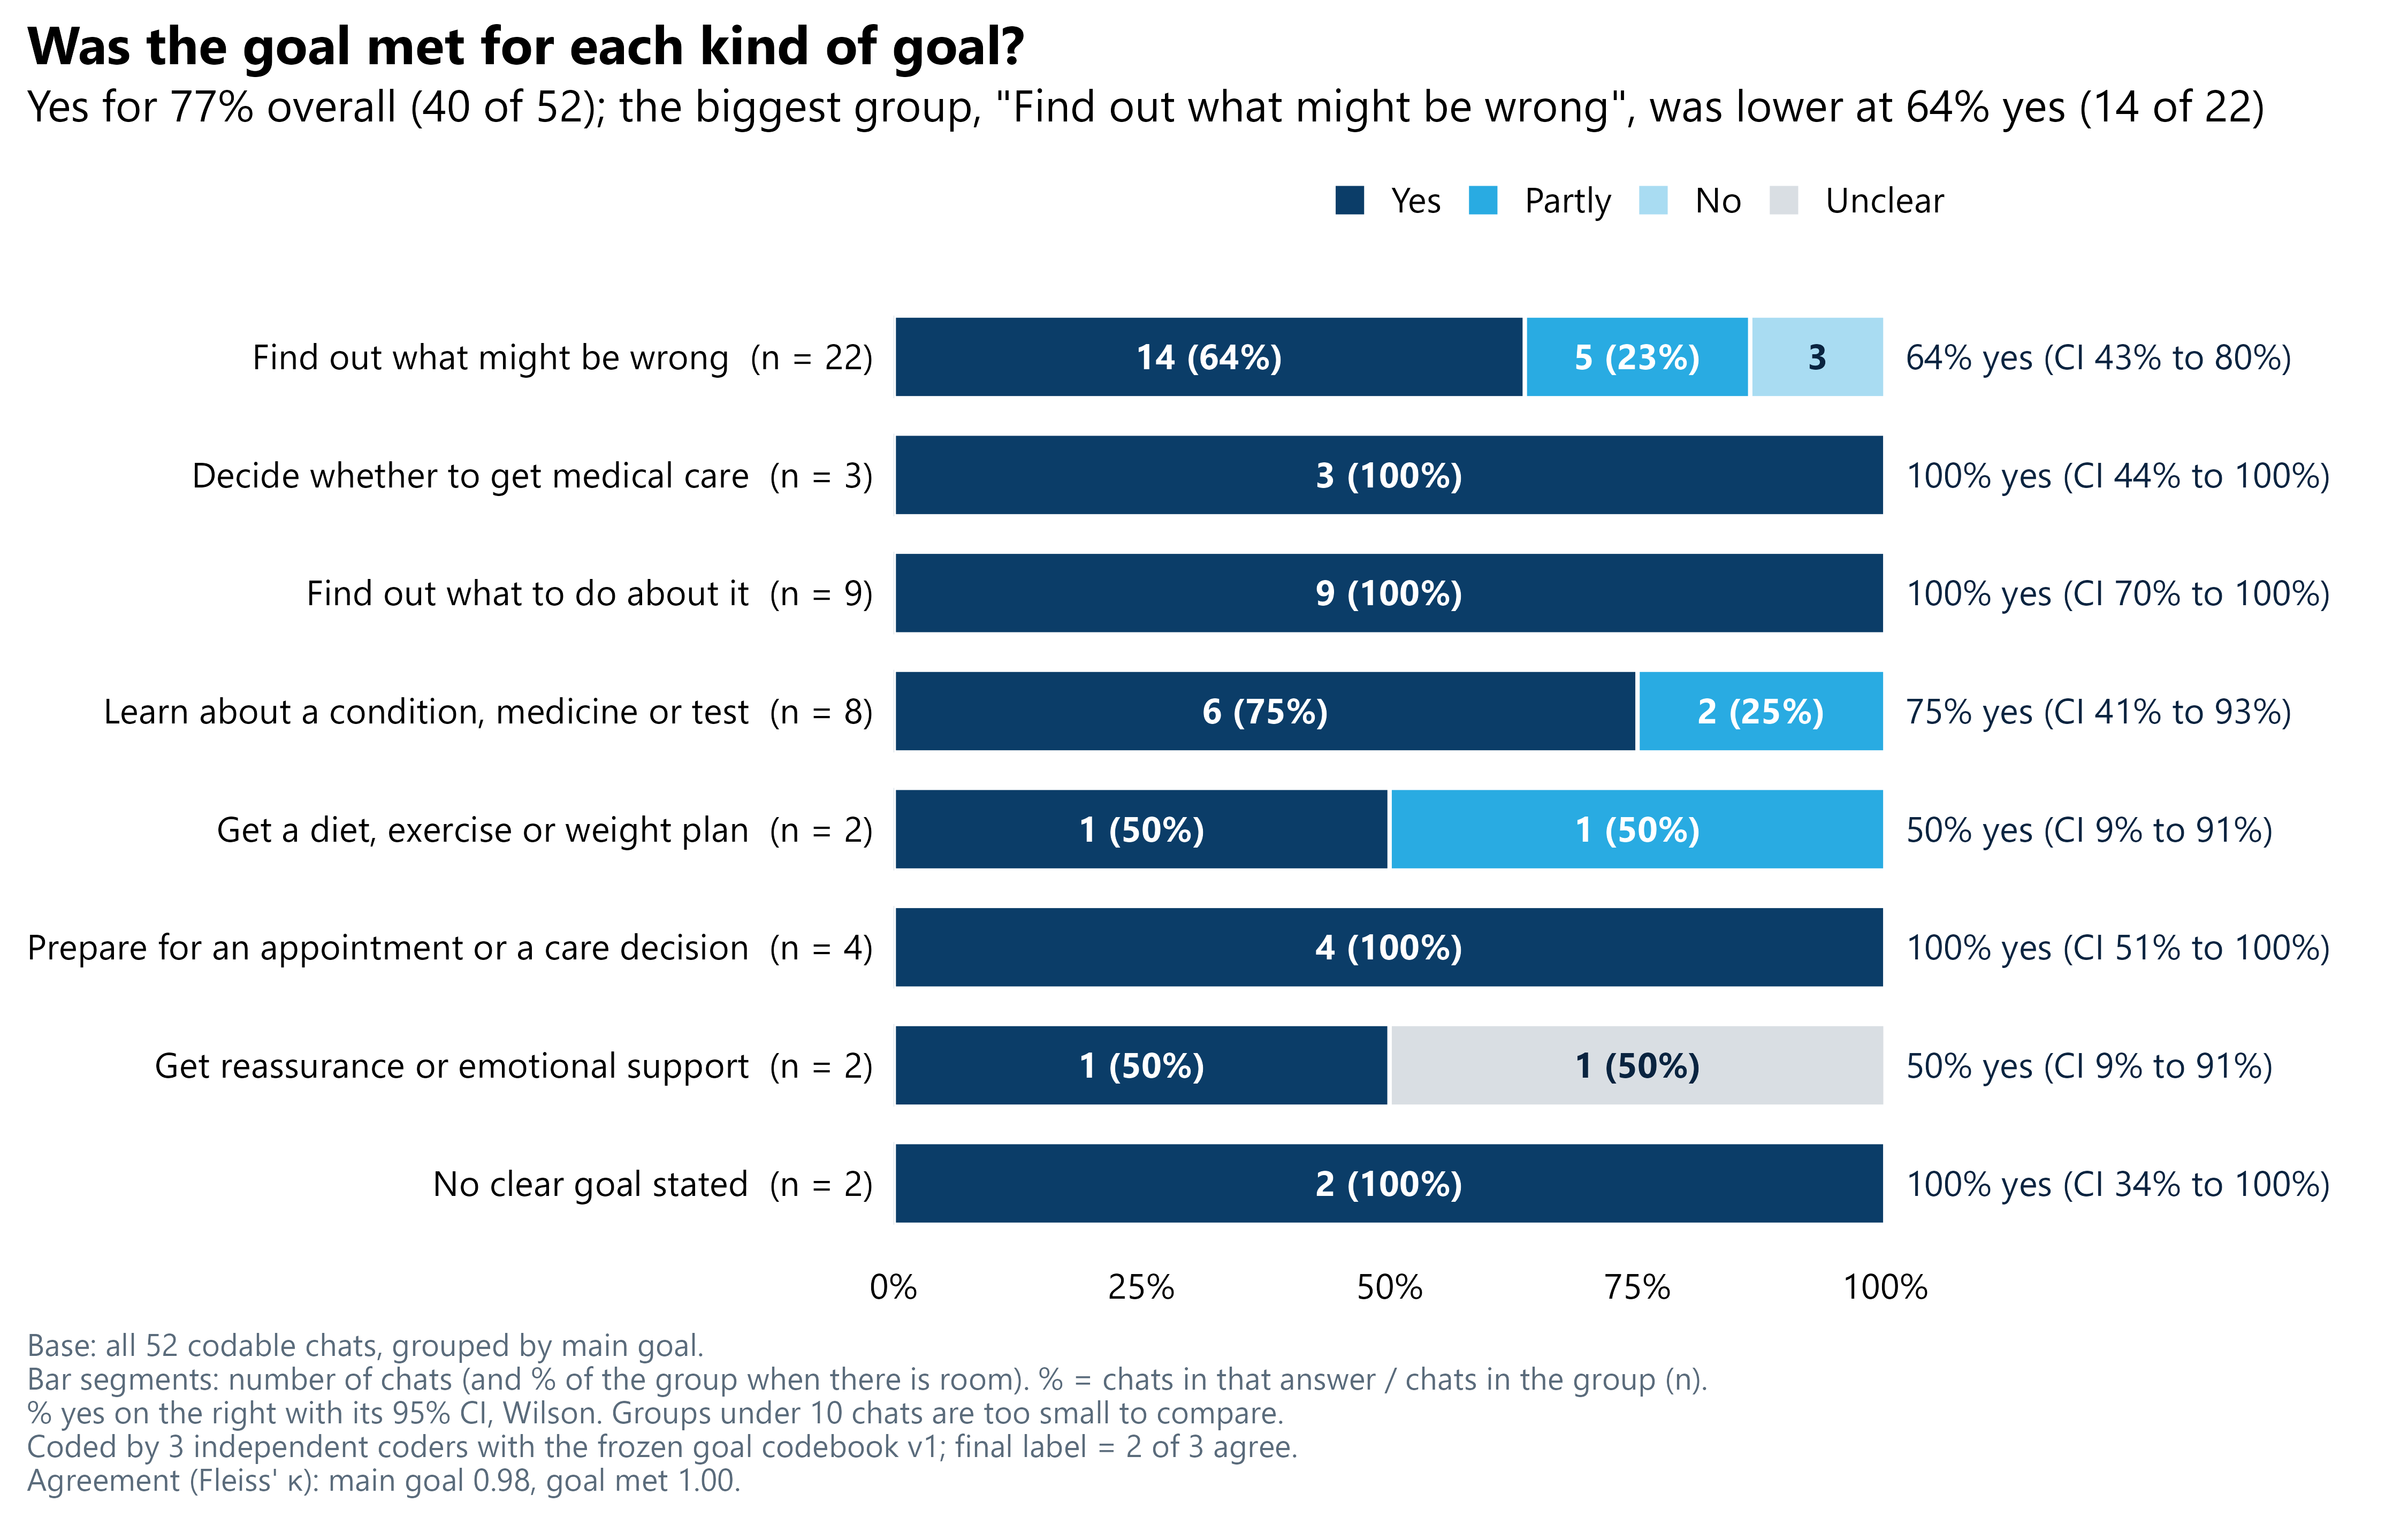 Was the goal met for each kind of goal?
Yes for 77% overall (40 of 52); the biggest group, "Find out what might be wrong", was lower at 64% yes (14 of 22)
Yes Partly No Unclear
Find out what might be wrong (n = 22) 14 (64%) 5 (23%) 3 64% yes (CI 43% to 80%)
Decide whether to get medical care (n = 3) 3 (100%) 100% yes (CI 44% to 100%)
Find out what to do about it (n = 9) 9 (100%) 100% yes (CI 70% to 100%)
Learn about a condition, medicine or test (n = 8) 6 (75%) 2 (25%) 75% yes (CI 41% to 93%)
Get a diet, exercise or weight plan (n = 2) 1 (50%) 1 (50%) 50% yes (CI 9% to 91%)
Prepare for an appointment or a care decision (n = 4) 4 (100%) 100% yes (CI 51% to 100%)
Get reassurance or emotional support (n = 2) 1 (50%) 1 (50%) 50% yes (CI 9% to 91%)
No clear goal stated (n = 2) 2 (100%) 100% yes (CI 34% to 100%)
0% 25% 50% 75% 100%
Base: all 52 codable chats, grouped by main goal.
Bar segments: number of chats (and % of the group when there is room). % = chats in that answer / chats in the group (n).
% yes on the right with its 95% CI, Wilson. Groups under 10 chats are too small to compare.
Coded by 3 independent coders with the frozen goal codebook v1; final label = 2 of 3 agree.
Agreement (Fleiss' κ): main goal 0.98, goal met 1.00.